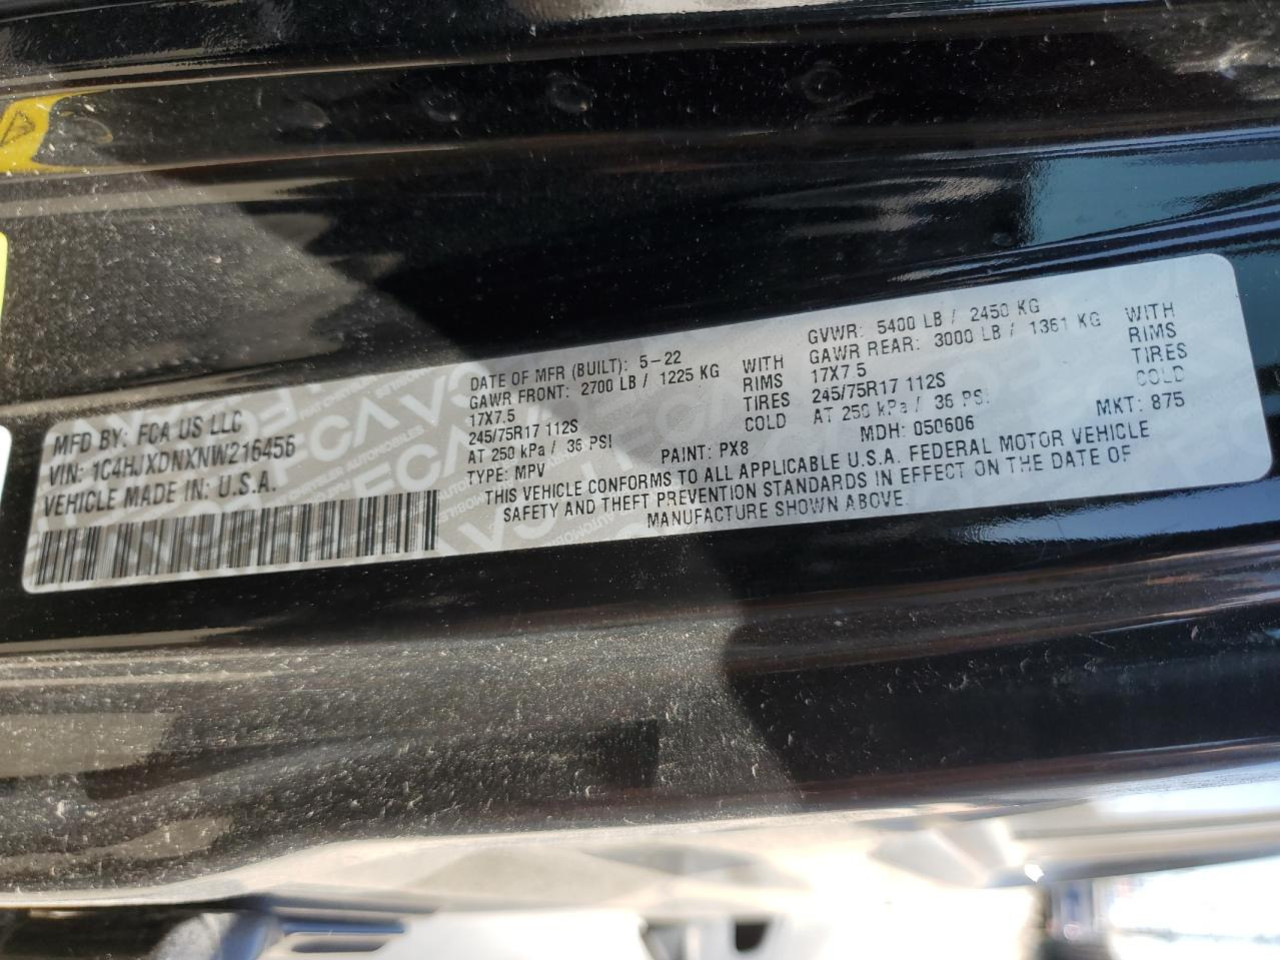 MFD BY: FCA US LLC
VIN: 1C4HJXDNXNW216456
VEHICLE MADE IN: U.S.A.
DATE OF MFR (BUILT): 5-22
GAWR FRONT: 2700 LB / 1225 KG WITH
17X7.5 RIMS
245/75R17 112S TIRES
AT 250 kPa / 36 PSI COLD
TYPE: MPV PAINT: PX8
GVWR: 5400 LB / 2450 KG
GAWR REAR: 3000 LB / 1361 KG WITH
17X7.5 RIMS
245/75R17 112S TIRES
AT 250 kPa / 36 PSI COLD
MDH: 050606 MKT: 875
THIS VEHICLE CONFORMS TO ALL APPLICABLE U.S.A. FEDERAL MOTOR VEHICLE
SAFETY AND THEFT PREVENTION STANDARDS IN EFFECT ON THE DATE OF
MANUFACTURE SHOWN ABOVE